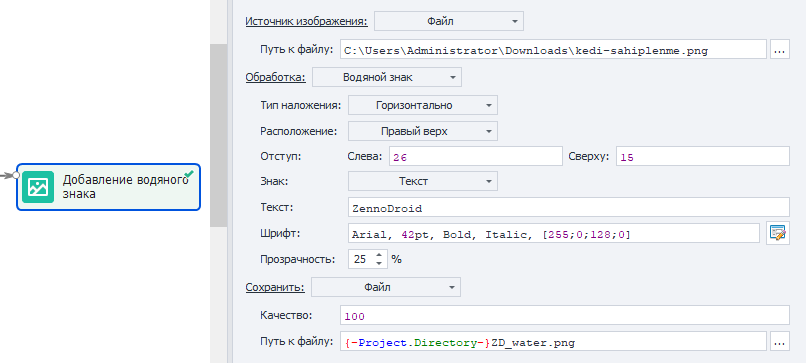 Источник изображения: Файл
Путь к файлу: C:\Users\Administrator\Downloads\kedi-sahiplenme.png ...
Обработка: Водяной знак
Тип наложения: Горизонтально
Расположение: Правый верх
Отступ: Слева: 26 Сверху: 15
Добавление водяного знака
Знак: Текст
Текст: ZennoDroid
Шрифт: Arial, 42pt, Bold, Italic, [255;0;128;0]
Прозрачность: 25 %
Сохранить: Файл
Качество: 100
Путь к файлу: {-Project.Directory-}ZD_water.png ...